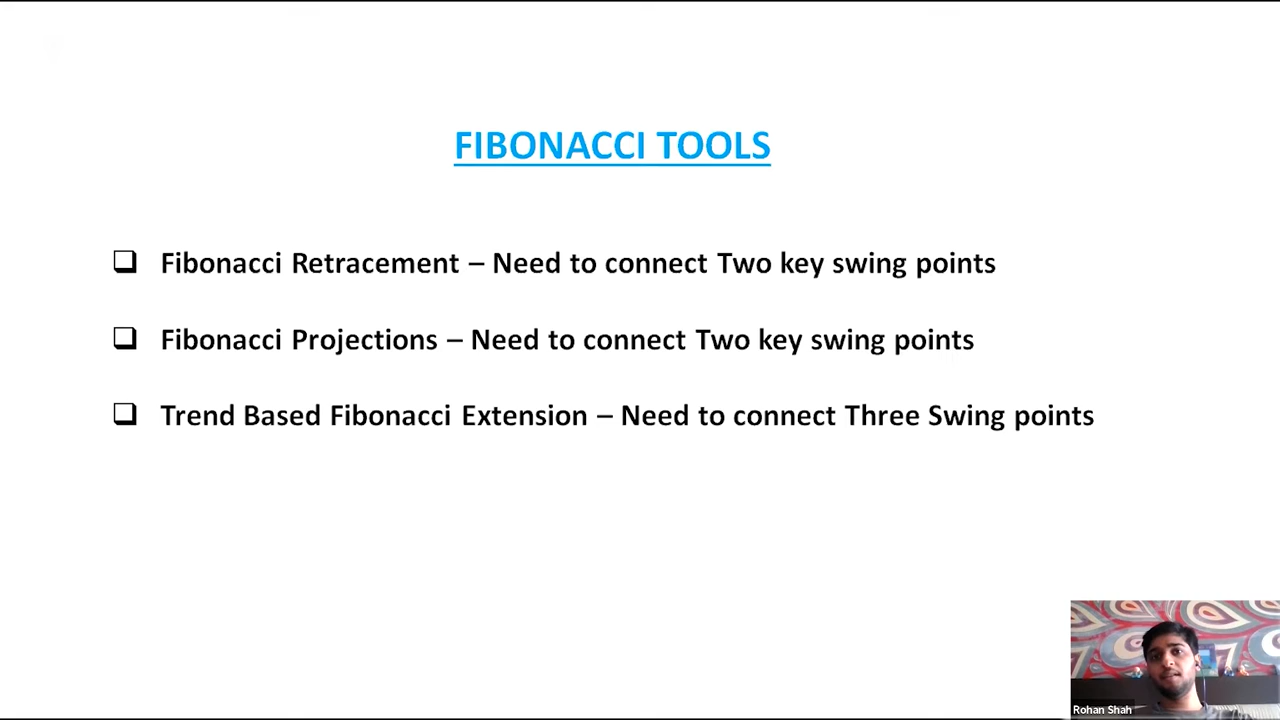 FIBONACCI TOOLS
Fibonacci Retracement – Need to connect Two key swing points
Fibonacci Projections – Need to connect Two key swing points
Trend Based Fibonacci Extension – Need to connect Three Swing points
Rohan Shah